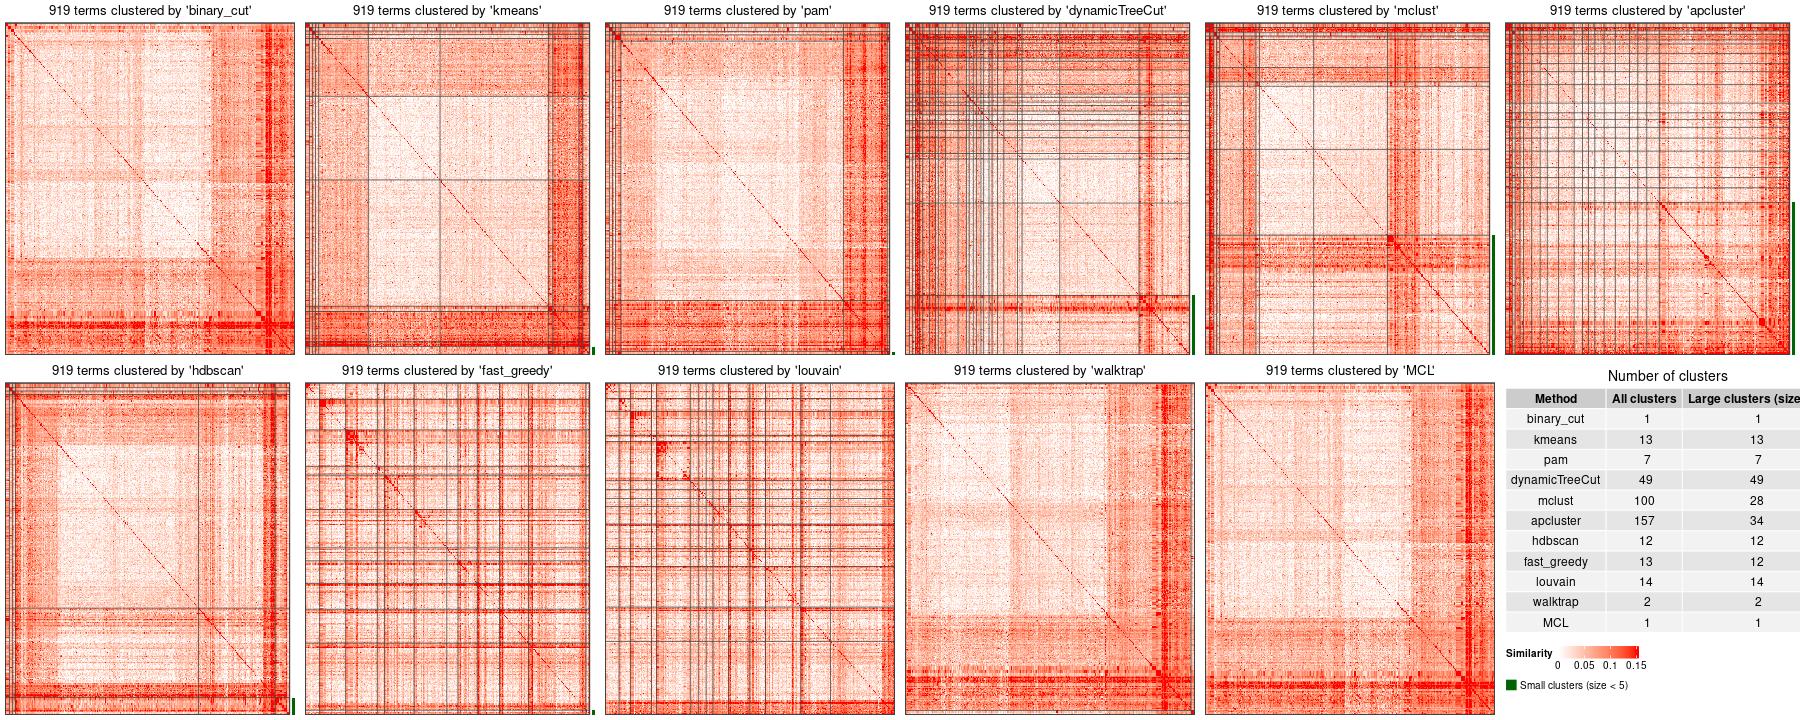 919 terms clustered by 'binary_cut'
919 terms clustered by 'kmeans'
919 terms clustered by 'pam'
919 terms clustered by 'dynamicTreeCut'
919 terms clustered by 'mclust'
919 terms clustered by 'apcluster'
919 terms clustered by 'hdbscan'
919 terms clustered by 'fast_greedy'
919 terms clustered by 'louvain'
919 terms clustered by 'walktrap'
919 terms clustered by 'MCL'
Number of clusters
Method All clusters Large clusters (size
binary_cut 1 1
kmeans 13 13
pam 7 7
dynamicTreeCut 49 49
mclust 100 28
apcluster 157 34
hdbscan 12 12
fast_greedy 13 12
louvain 14 14
walktrap 2 2
MCL 1 1
Similarity
0 0.05 0.1 0.15
Small clusters (size < 5)